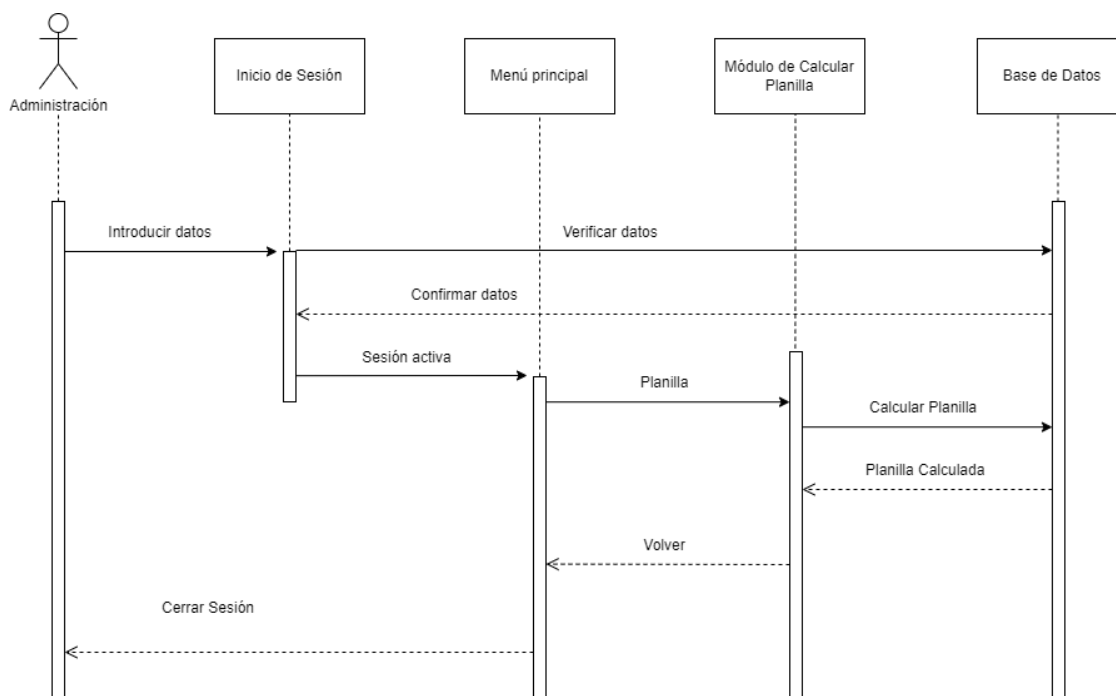 Administración
Inicio de Sesión
Menú principal
Módulo de Calcular
Planilla
Base de Datos
Introducir datos
Verificar datos
Confirmar datos
Sesión activa
Planilla
Calcular Planilla
Planilla Calculada
Volver
Cerrar Sesión